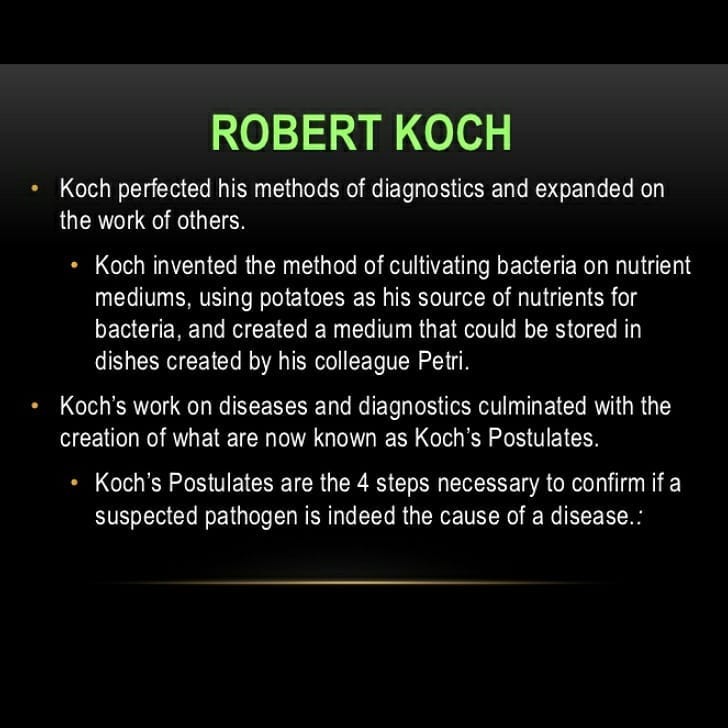 ROBERT KOCH
• Koch perfected his methods of diagnostics and expanded on
the work of others.
• Koch invented the method of cultivating bacteria on nutrient
mediums, using potatoes as his source of nutrients for
bacteria, and created a medium that could be stored in
dishes created by his colleague Petri.
• Koch’s work on diseases and diagnostics culminated with the
creation of what are now known as Koch’s Postulates.
• Koch’s Postulates are the 4 steps necessary to confirm if a
suspected pathogen is indeed the cause of a disease.: